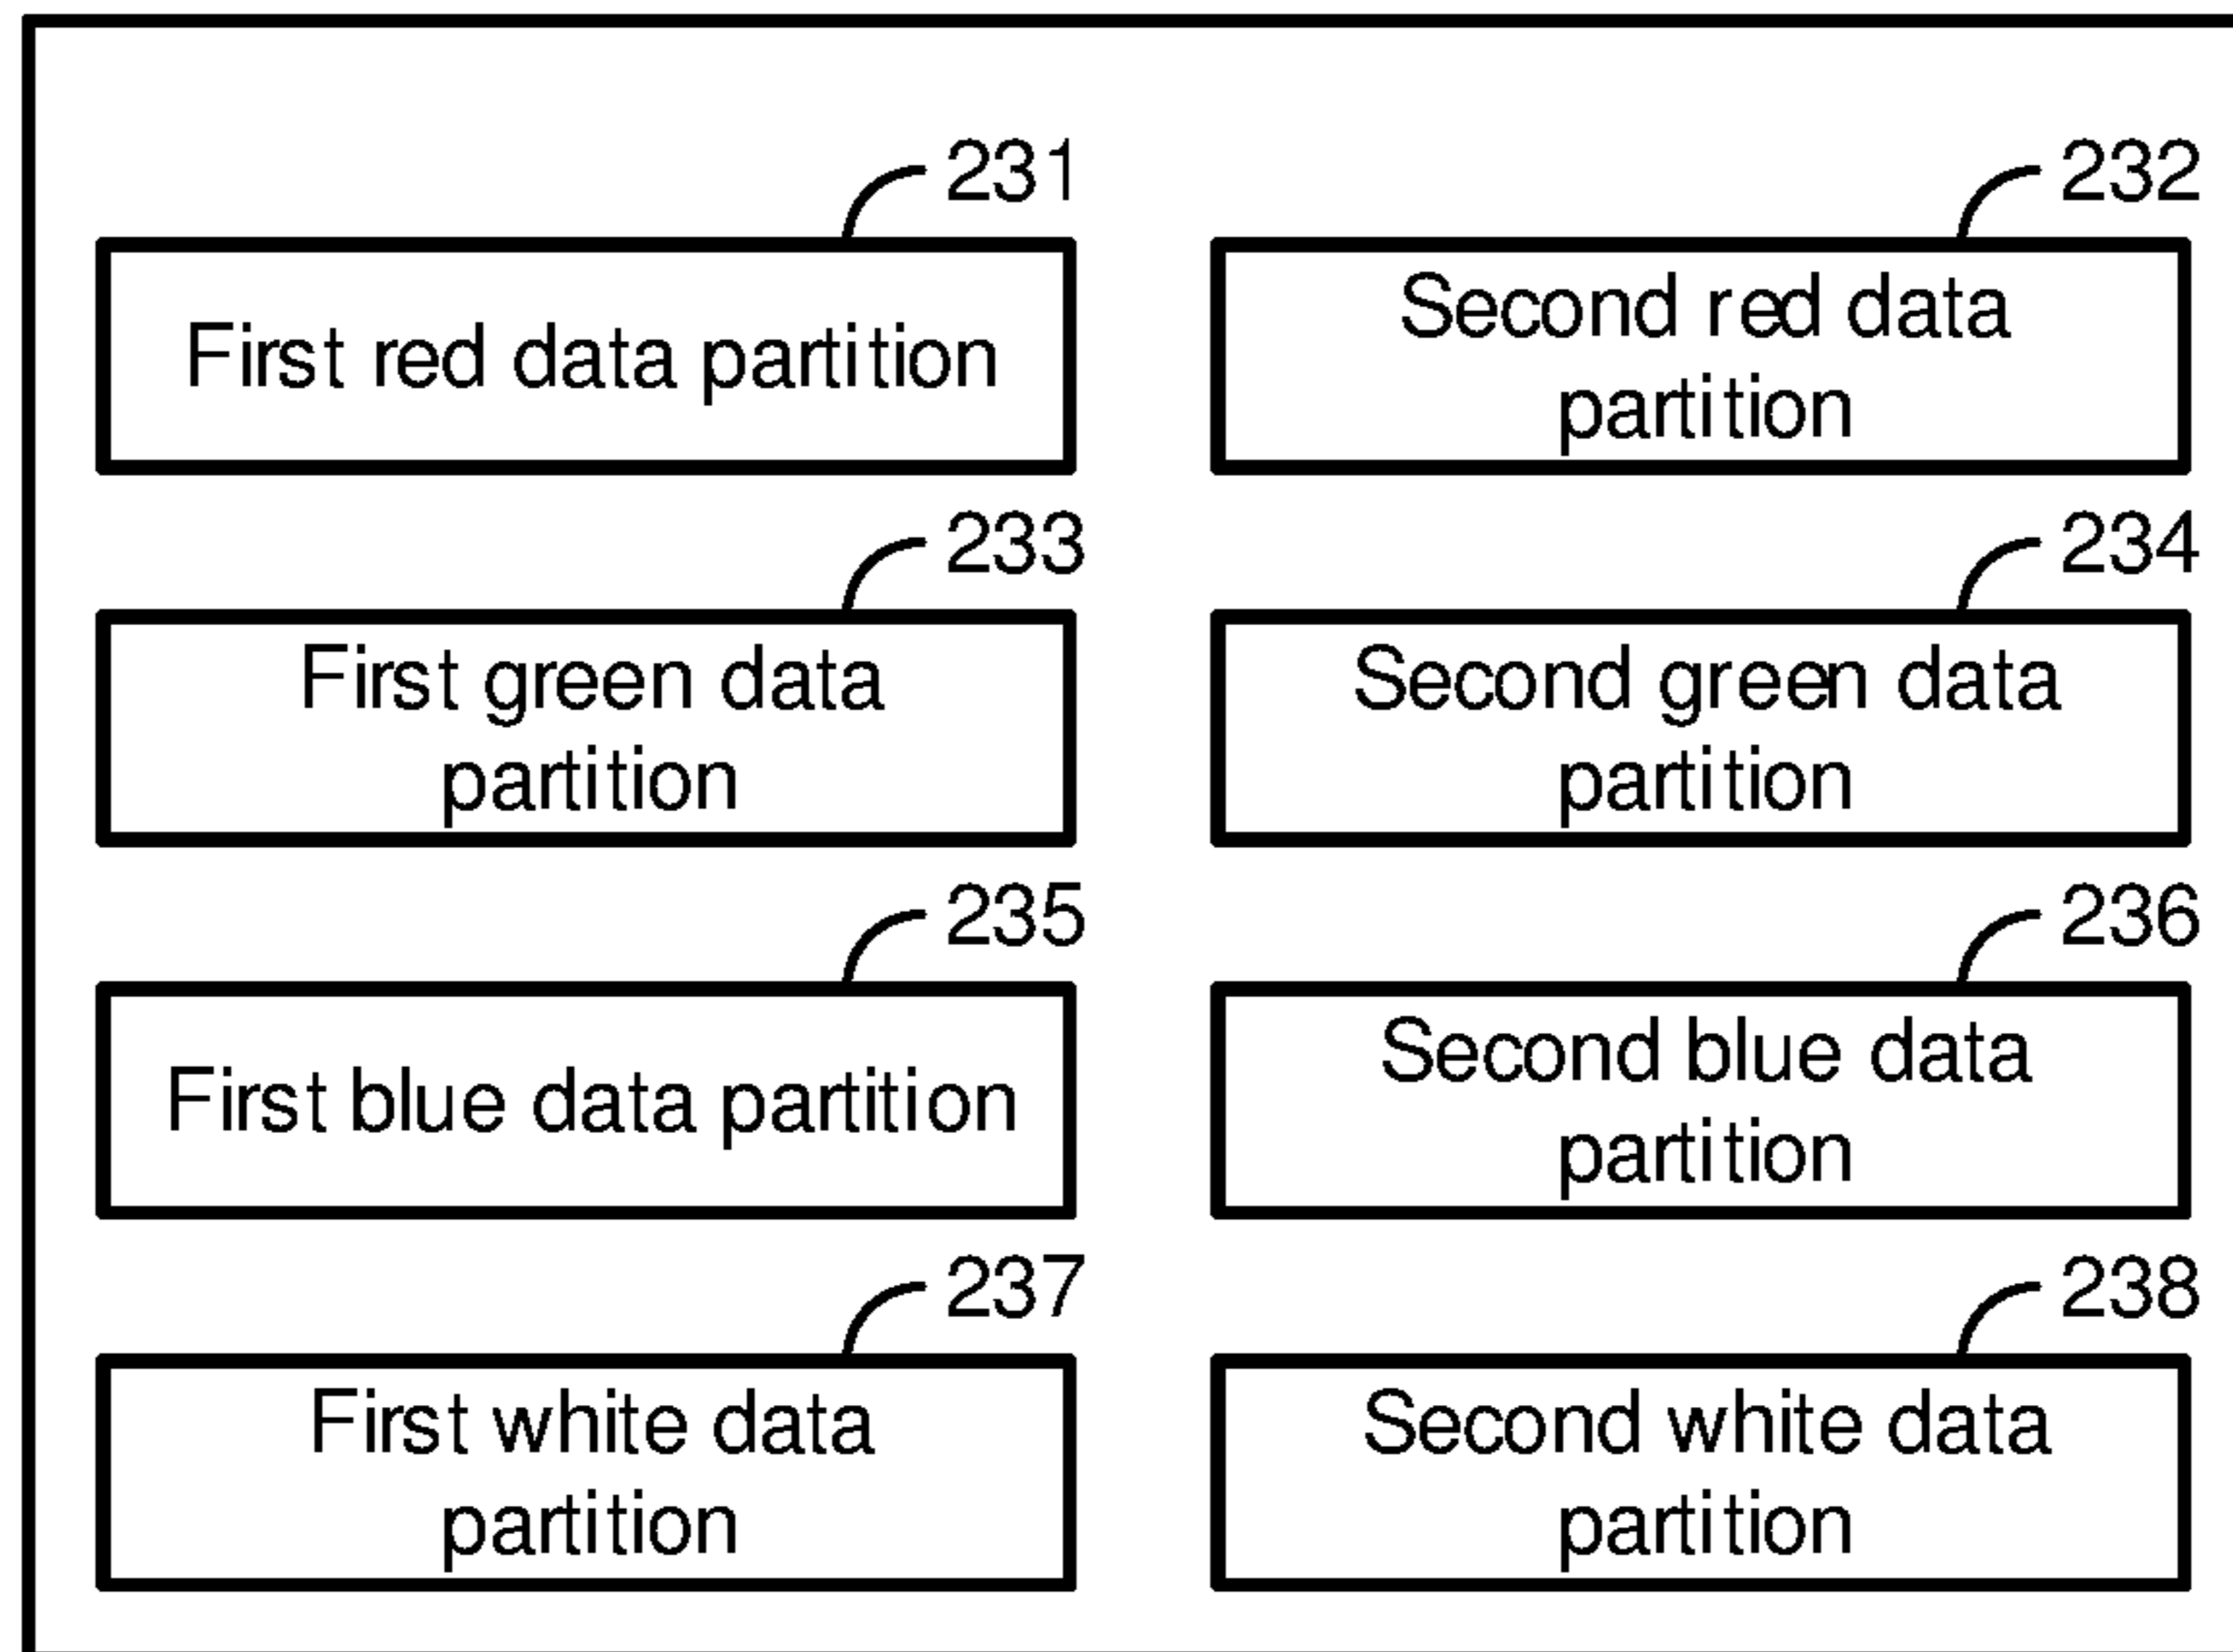 231
232
First red data partition
Second red data
partition
233
234
First green data
partition
Second green data
partition
235
236
First blue data partition
Second blue data
partition
237
238
First white data
partition
Second white data
partition